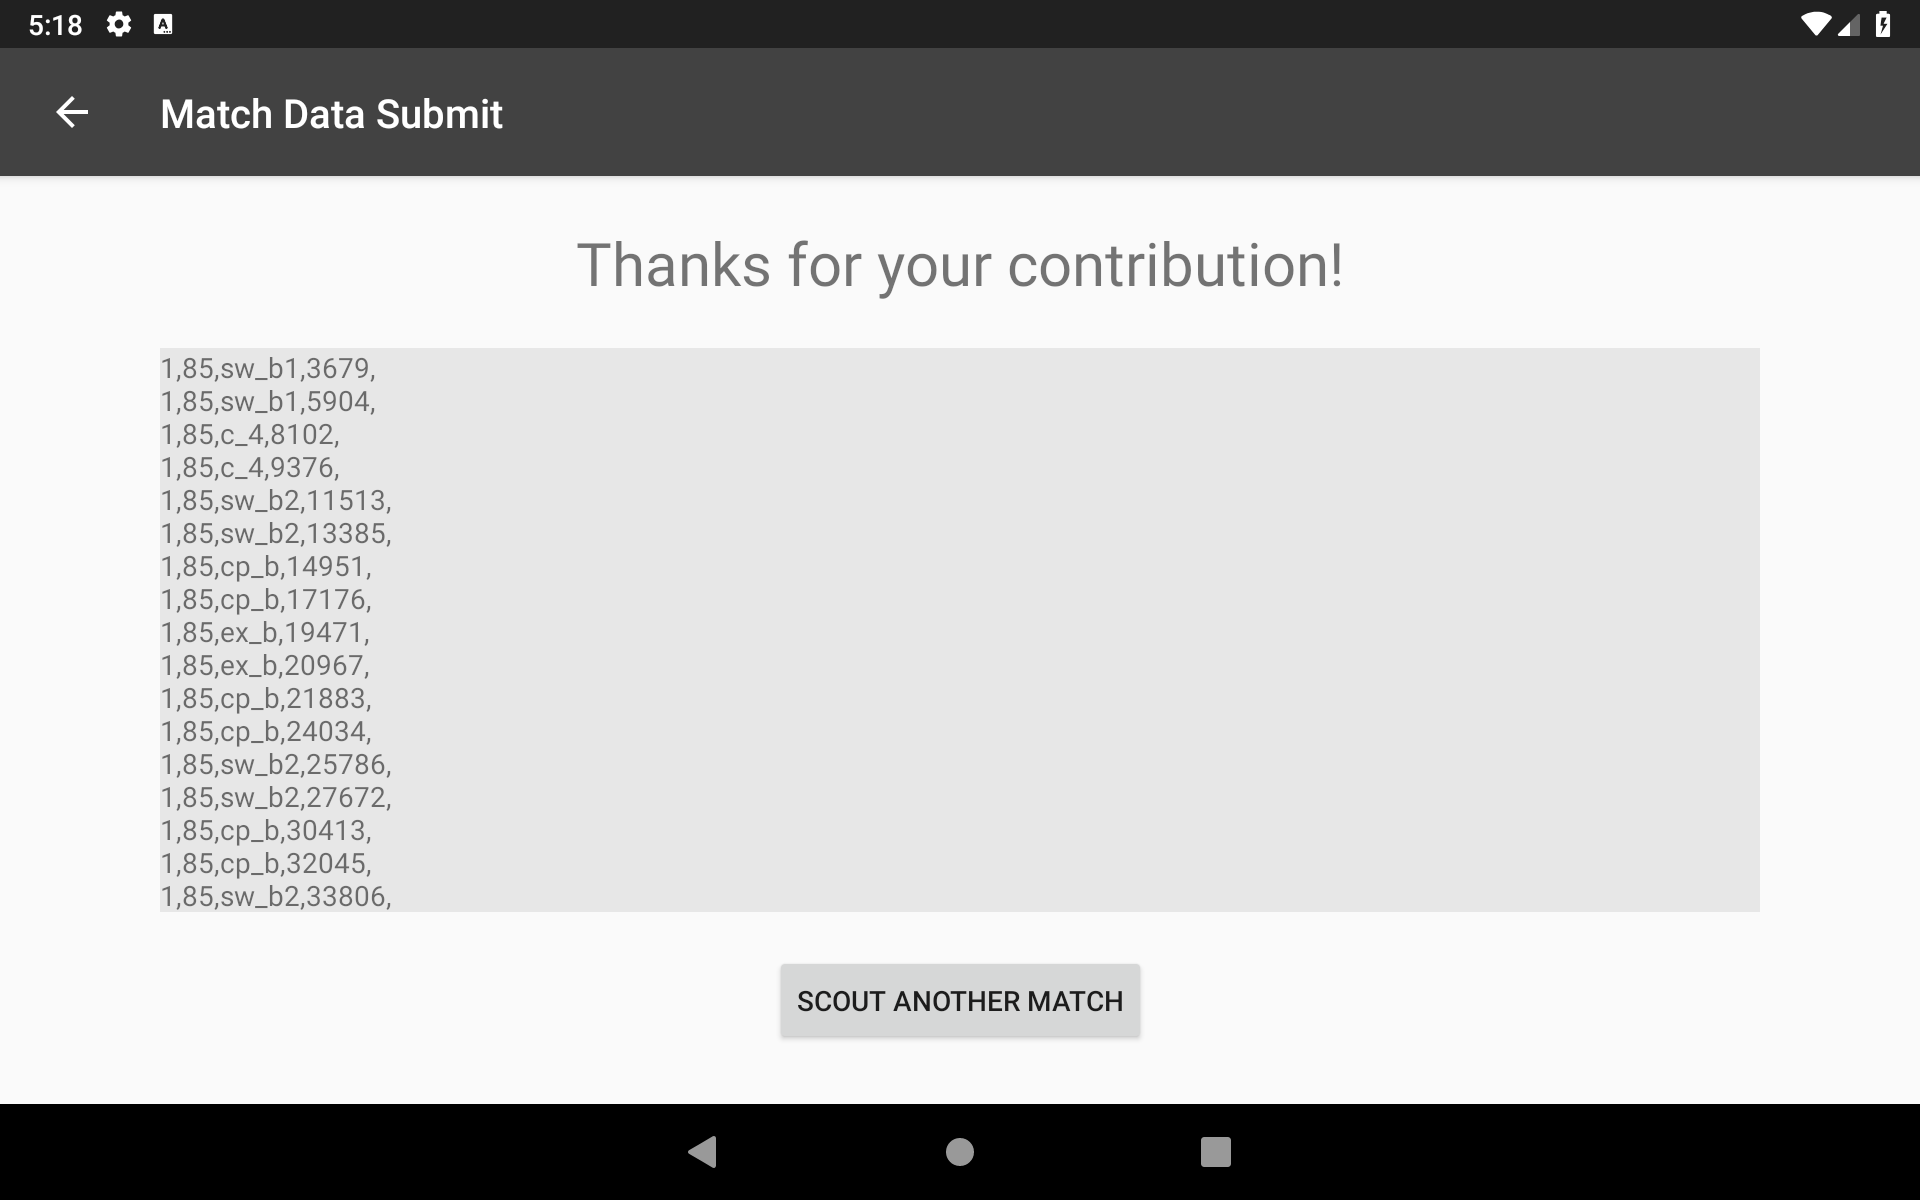 5:18
Match Data Submit
Thanks for your contribution!
1,85,sw_b1,3679,
1,85,sw_b1,5904,
1,85,c_4,8102,
1,85,c_4,9376,
1,85,sw_b2,11513,
1,85,sw_b2,13385,
1,85,cp_b,14951,
1,85,cp_b,17176,
1,85,ex_b,19471,
1,85,ex_b,20967,
1,85,cp_b,21883,
1,85,cp_b,24034,
1,85,sw_b2,25786,
1,85,sw_b2,27672,
1,85,cp_b,30413,
1,85,cp_b,32045,
1,85,sw_b2,33806,
SCOUT ANOTHER MATCH